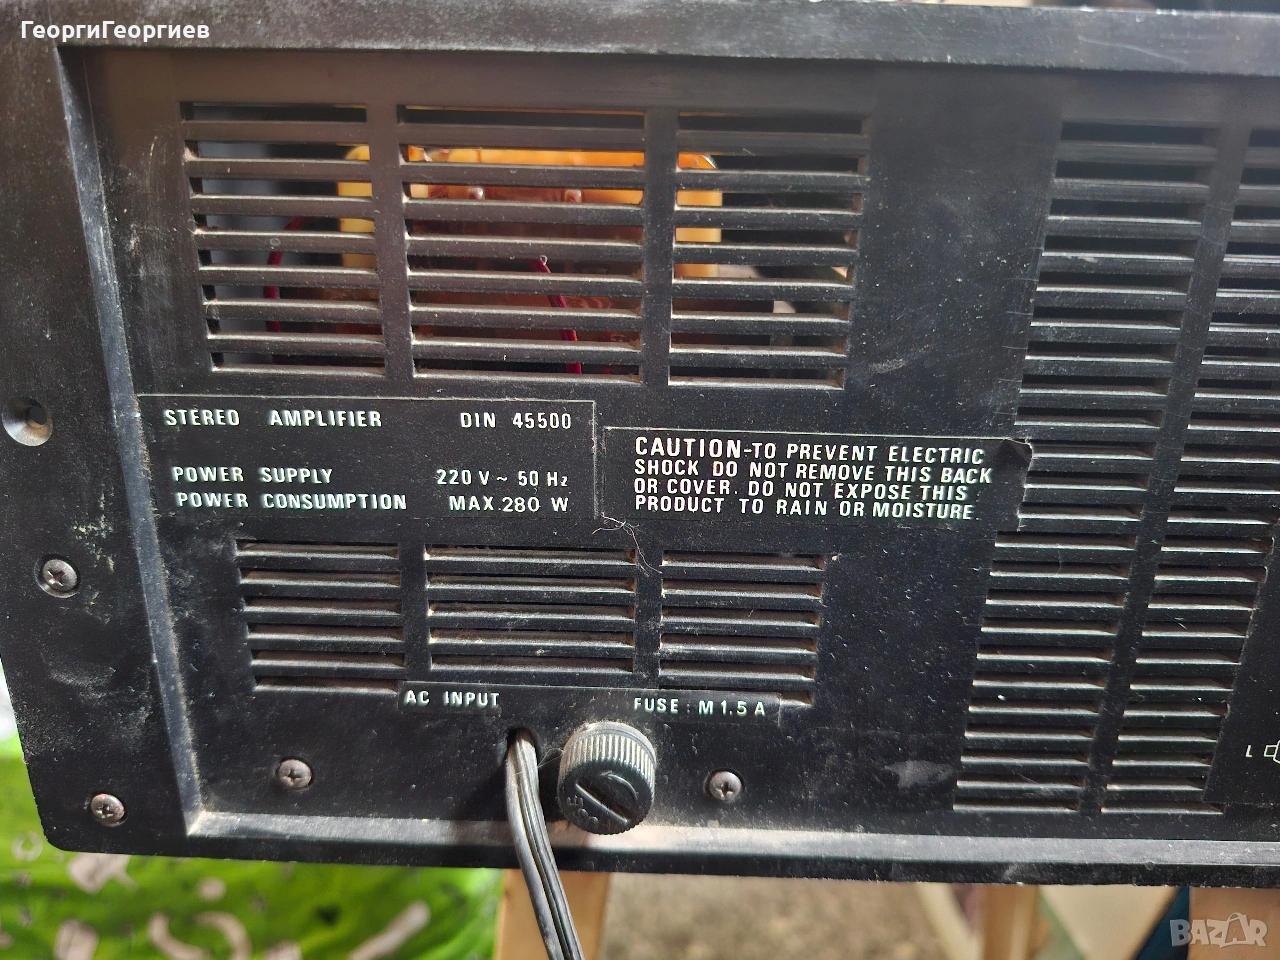 ГеоргиГеоргиев
STEREO AMPLIFIER DIN 45500
POWER SUPPLY 220 V ~ 50 Hz
POWER CONSUMPTION MAX.280 W
CAUTION-TO PREVENT ELECTRIC
SHOCK DO NOT REMOVE THIS BACK
OR COVER. DO NOT EXPOSE THIS
PRODUCT TO RAIN OR MOISTURE.
AC INPUT FUSE: M 1.5 A
L
BAZAR